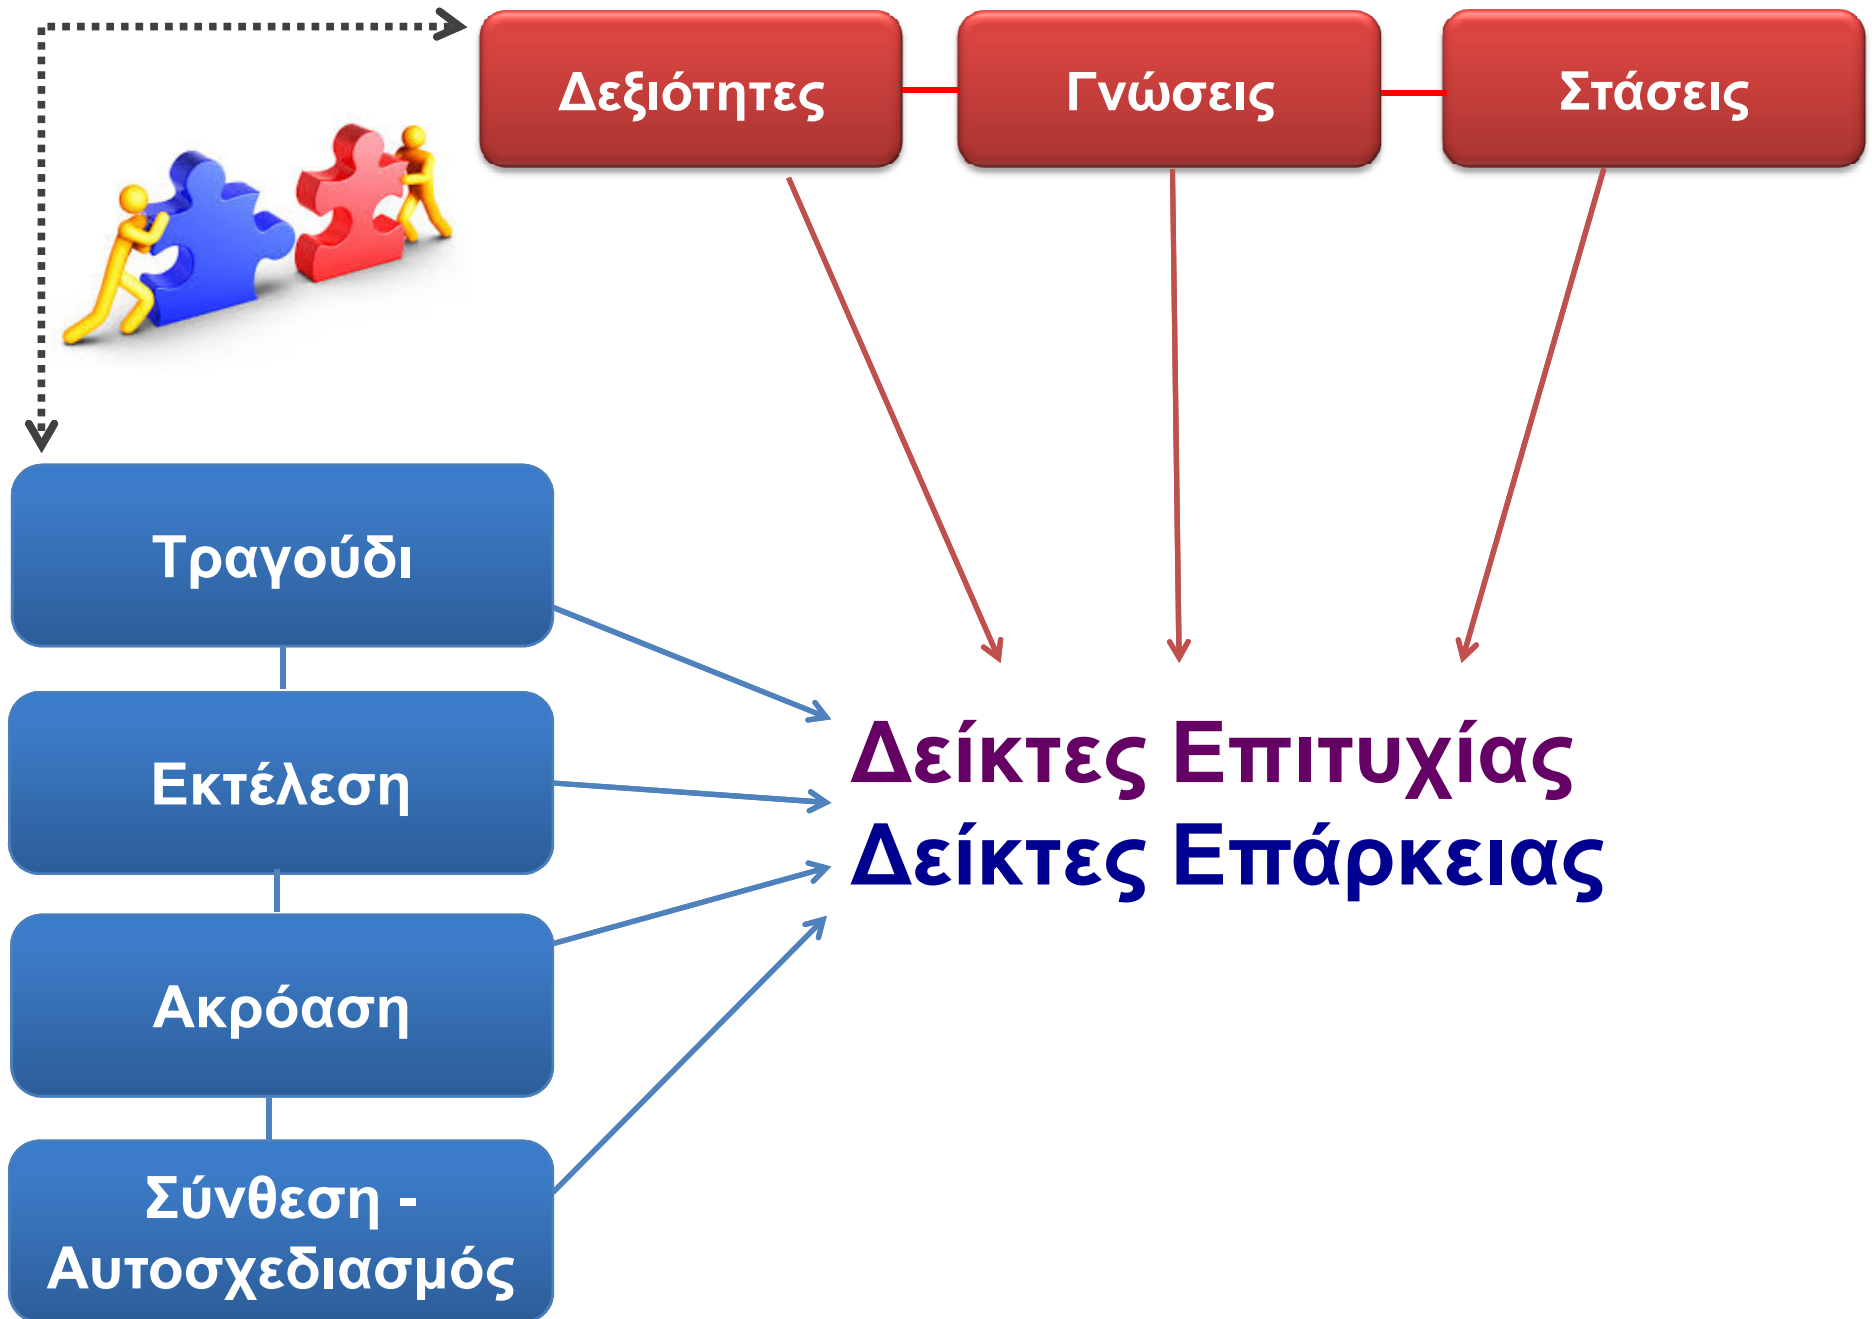 Δεξιότητες
Γνώσεις
Στάσεις
Τραγούδι
Εκτέλεση
Ακρόαση
Σύνθεση -
Αυτοσχεδιασμός
Δείκτες Επιτυχίας
Δείκτες Επάρκειας